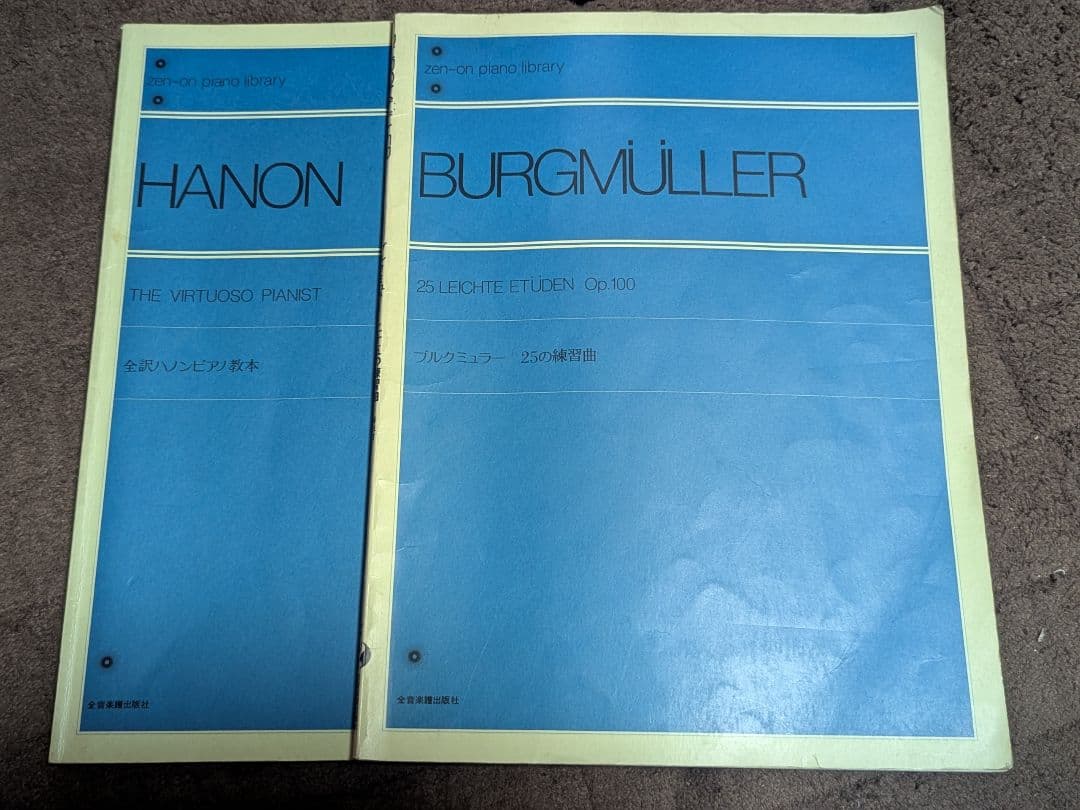 zen-on piano library
HANON
THE VIRTUOSO PIANIST
全訳ハノンピアノ教本
全音楽譜出版社
zen-on piano library
BURGMÜLLER
25 LEICHTE ETÜDEN Op.100
ブルクミュラー 25の練習曲
全音楽譜出版社